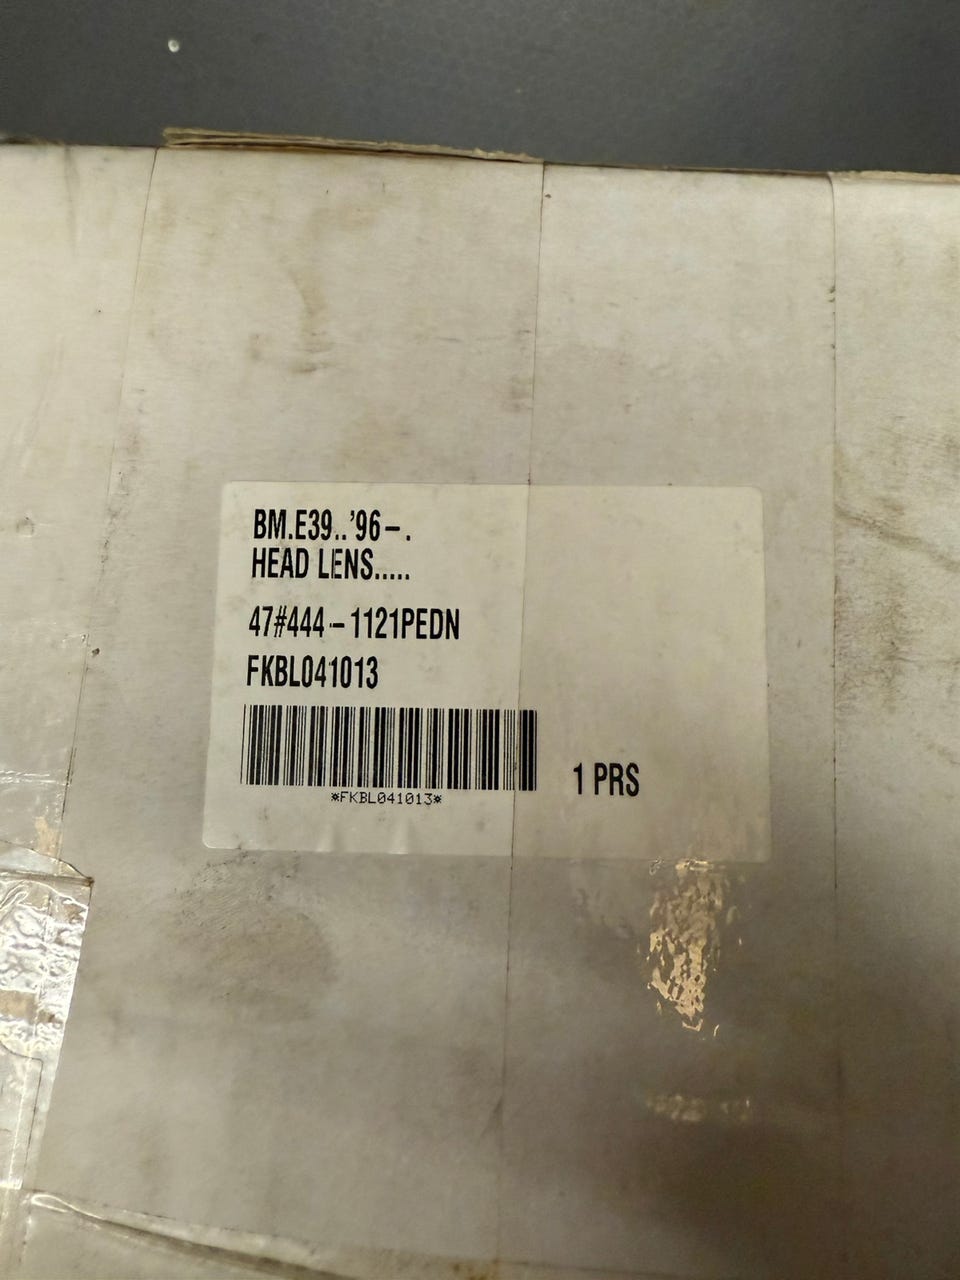 BM.E39..'96-.
HEAD LENS.....
47#444-1121PEDN
FKBL041013
*FKBL041013*
1 PRS